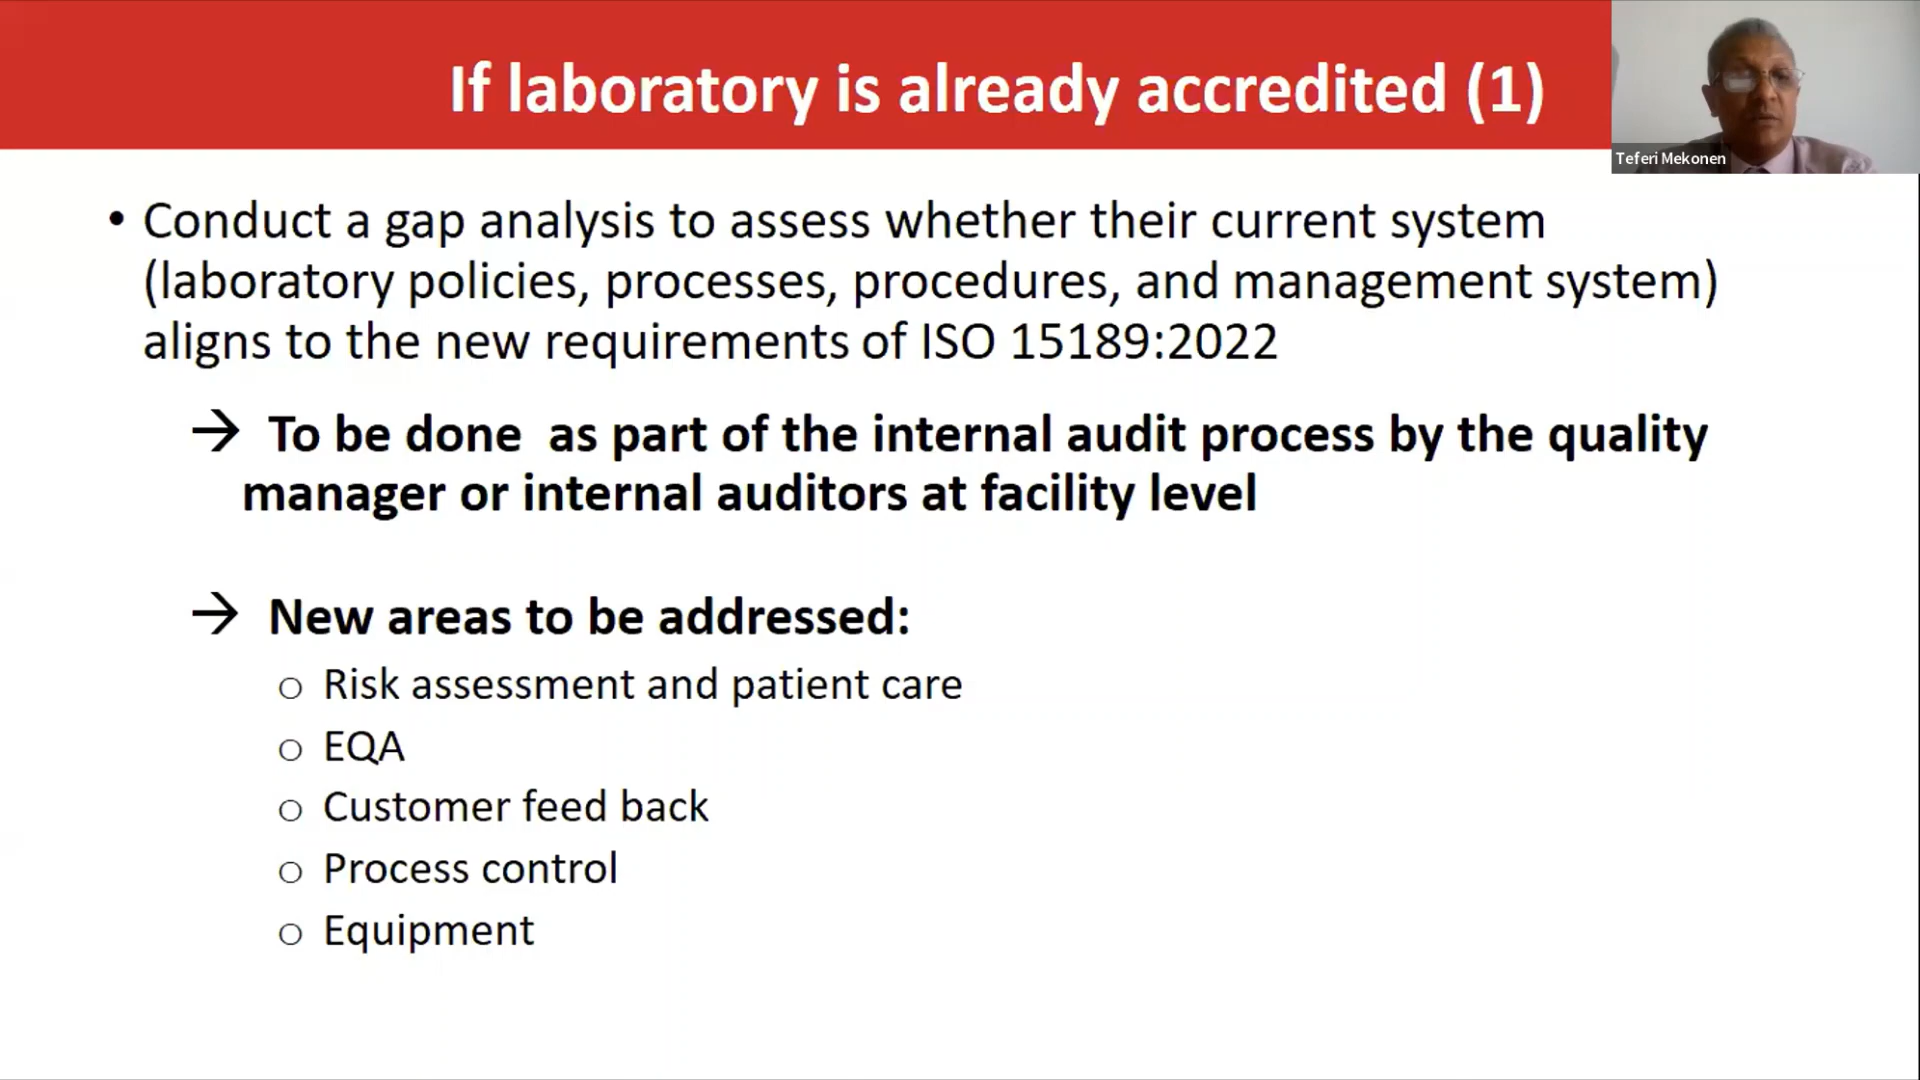 If laboratory is already accredited (1)
Teferi Mekonen
• Conduct a gap analysis to assess whether their current system
(laboratory policies, processes, procedures, and management system)
aligns to the new requirements of ISO 15189:2022
→ To be done  as part of the internal audit process by the quality
manager or internal auditors at facility level
→ New areas to be addressed:
o Risk assessment and patient care
o EQA
o Customer feed back
o Process control
o Equipment